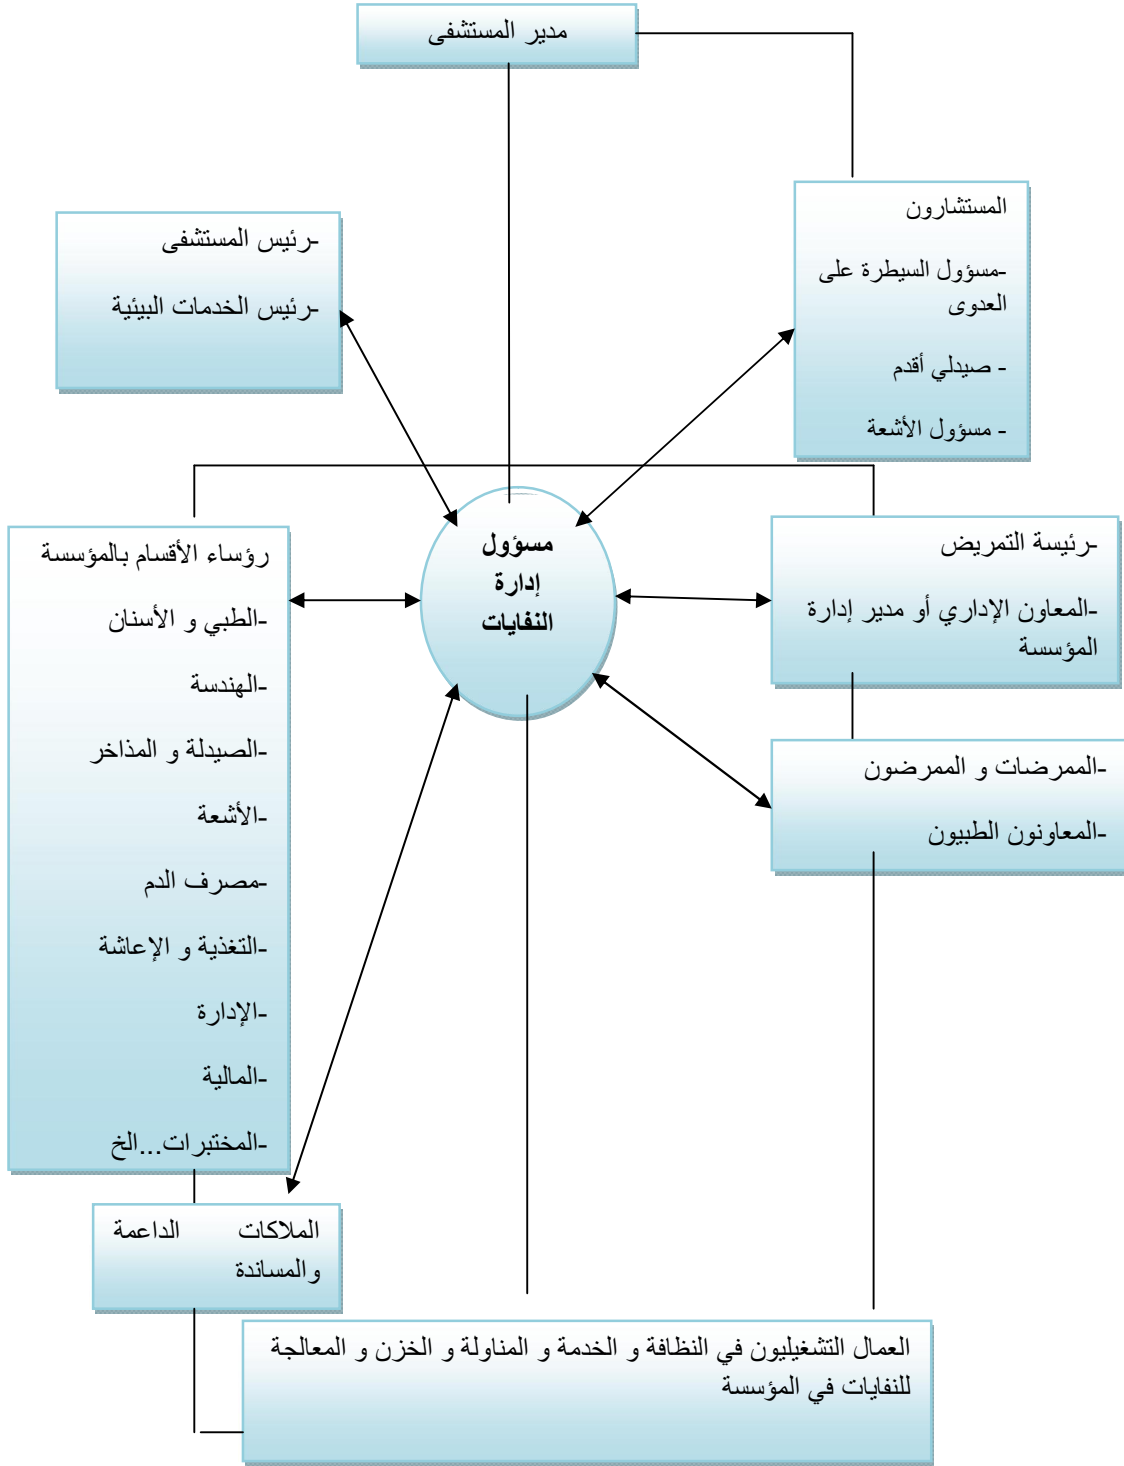 مدير المستشفى
المستشارون
-مسؤول السيطرة على
العدوى
- صيدلي أقدم
- مسؤول الأشعة
-رئيس المستشفى
-رئيس الخدمات البيئية
مسؤول
إدارة
النفايات
-رئيسة التمريض
-المعاون الإداري أو مدير إدارة
المؤسسة
رؤساء الأقسام بالمؤسسة
-الطبي و الأسنان
-الهندسة
-الصيدلة و المذاخر
-الأشعة
-مصرف الدم
-التغذية و الإعاشة
-الإدارة
-المالية
-المختبرات...الخ
-الممرضات و الممرضون
-المعاونون الطبيون
الملاكات الداعمة
والمساندة
العمال التشغيليون في النظافة و الخدمة و المناولة و الخزن و المعالجة
للنفايات في المؤسسة